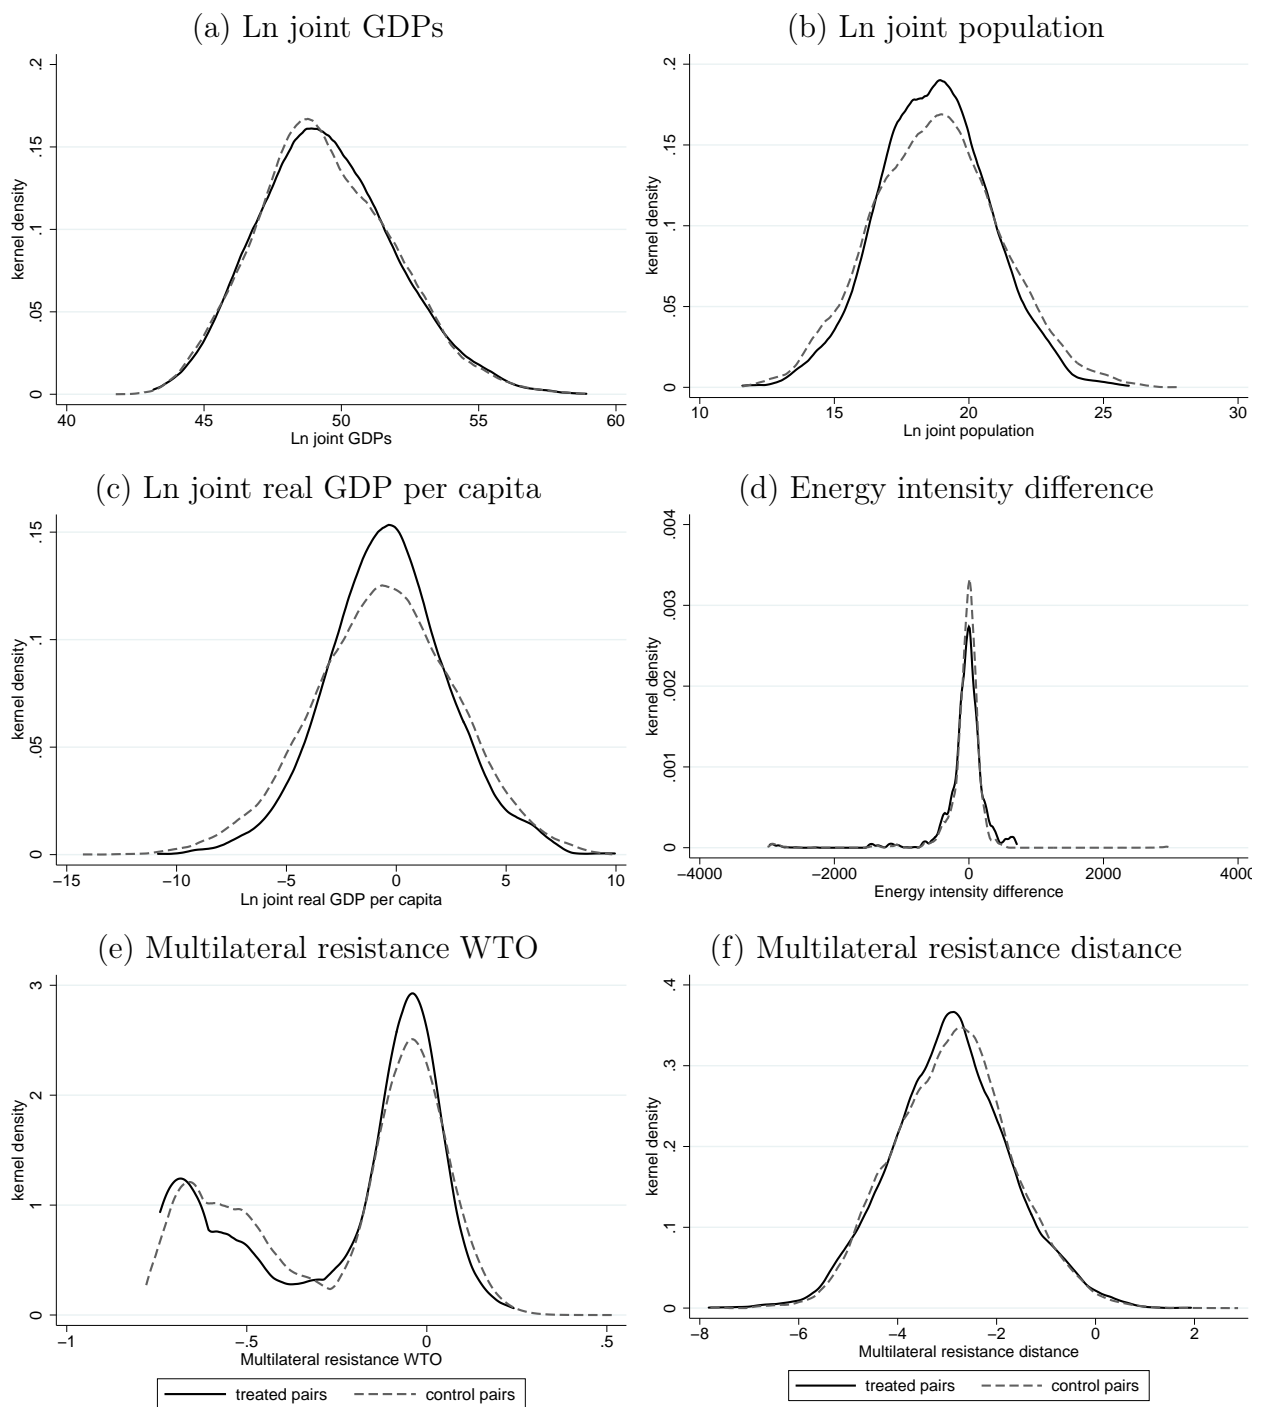 (a) Ln joint GDPs
kernel density
0 .05 .1 .15 .2
40 45 50 55 60
Ln joint GDPs
(b) Ln joint population
kernel density
0 .05 .1 .15 .2
10 15 20 25 30
Ln joint population
(c) Ln joint real GDP per capita
kernel density
0 .05 .1 .15
−15 −10 −5 0 5 10
Ln joint real GDP per capita
(d) Energy intensity difference
kernel density
0 .001 .002 .003 .004
−4000 −2000 0 2000 4000
Energy intensity difference
(e) Multilateral resistance WTO
kernel density
0 1 2 3
−1 −.5 0 .5
Multilateral resistance WTO
treated pairs control pairs
(f) Multilateral resistance distance
kernel density
0 .1 .2 .3 .4
−8 −6 −4 −2 0 2
Multilateral resistance distance
treated pairs control pairs